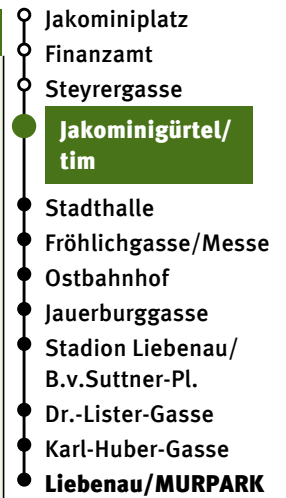 Jakominiplatz
Finanzamt
Steyrergasse
Jakominigürtel/
tim
Stadthalle
Fröhlichgasse/Messe
Ostbahnhof
Jauerburggasse
Stadion Liebenau/
B.v.Suttner-Pl.
Dr.-Lister-Gasse
Karl-Huber-Gasse
Liebenau/MURPARK